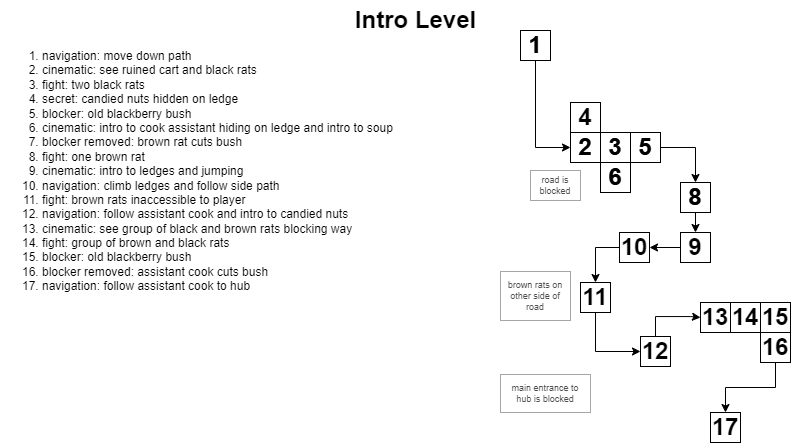 Intro Level
1. navigation: move down path
2. cinematic: see ruined cart and black rats
3. fight: two black rats
4. secret: candied nuts hidden on ledge
5. blocker: old blackberry bush
6. cinematic: intro to cook assistant hiding on ledge and intro to soup
7. blocker removed: brown rat cuts bush
8. fight: one brown rat
9. cinematic: intro to ledges and jumping
10. navigation: climb ledges and follow side path
11. fight: brown rats inaccessible to player
12. navigation: follow assistant cook and intro to candied nuts
13. cinematic: see group of black and brown rats blocking way
14. fight: group of brown and black rats
15. blocker: old blackberry bush
16. blocker removed: assistant cook cuts bush
17. navigation: follow assistant cook to hub
1
4
2 3 5
6
road is
blocked
8
10 9
brown rats on
other side of
road
11
13 14 15
12
16
main entrance to
hub is blocked
17